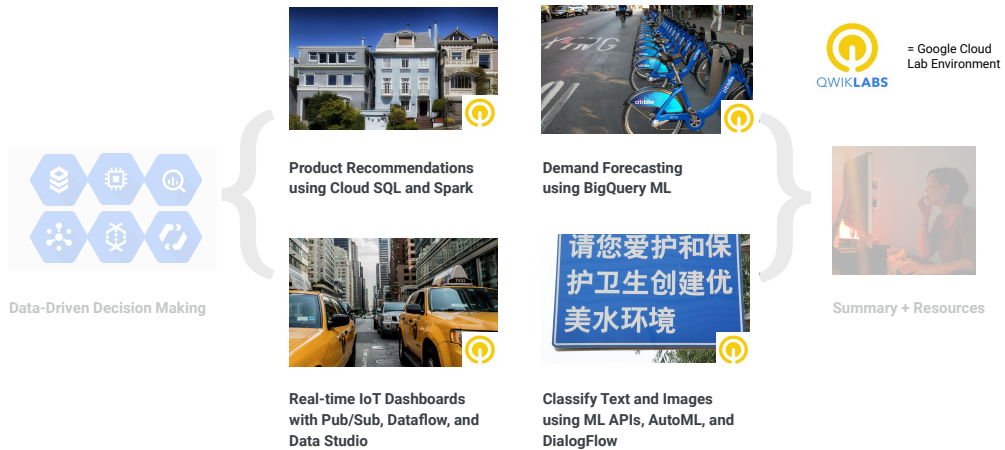 = Google Cloud
Lab Environment
QWIKLABS
citibike
Product Recommendations
using Cloud SQL and Spark
Demand Forecasting
using BigQuery ML
请您爱护和保
护卫生创建优
美水环境
Data-Driven Decision Making
Summary + Resources
Real-time IoT Dashboards
with Pub/Sub, Dataflow, and
Data Studio
Classify Text and Images
using ML APIs, AutoML, and
DialogFlow